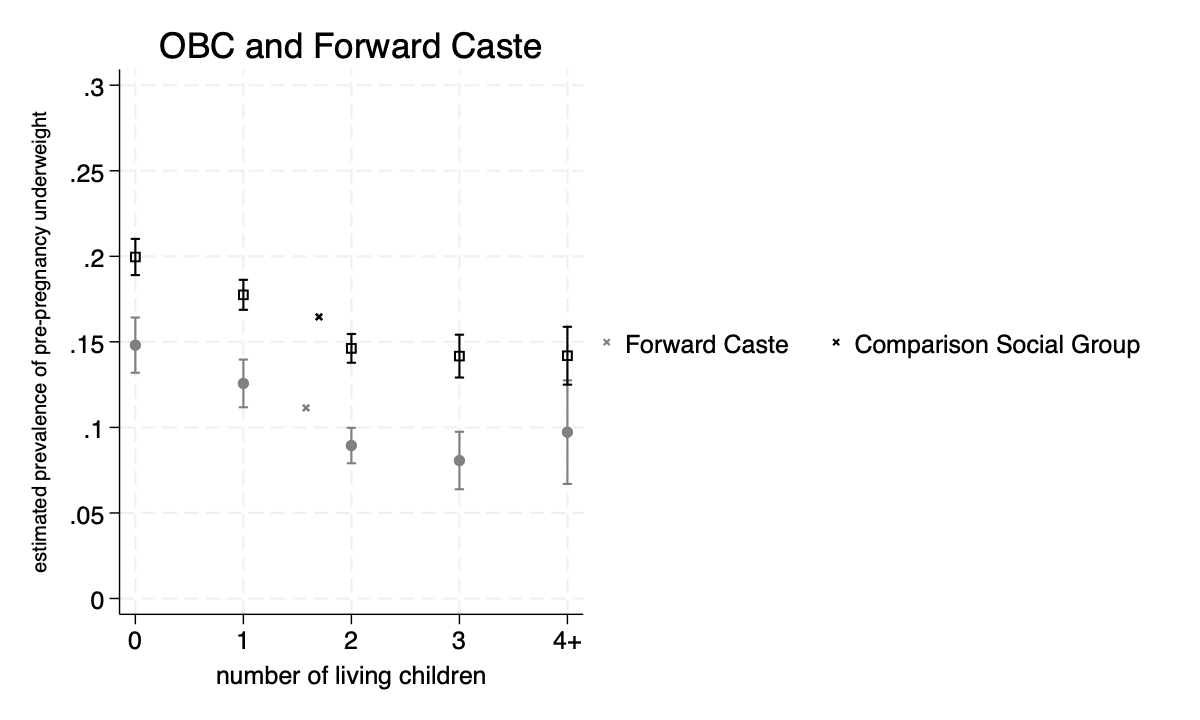 OBC and Forward Caste
estimated prevalence of pre-pregnancy underweight
.3
.25
.2
.15
.1
.05
0
0 1 2 3 4+
number of living children
Forward Caste Comparison Social Group